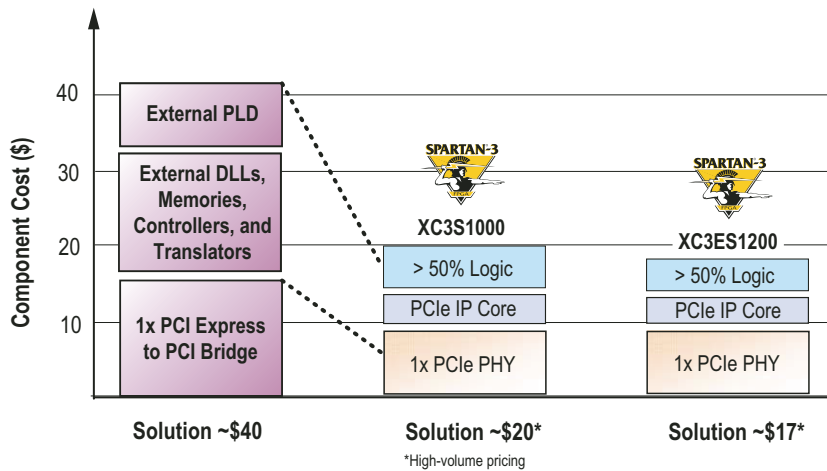 Component Cost ($)
40
30
20
10
External PLD
External DLLs,
Memories,
Controllers, and
Translators
1x PCI Express
to PCI Bridge
Solution ~$40
SPARTAN-3
FPGA
XC3S1000
> 50% Logic
PCIe IP Core
1x PCIe PHY
Solution ~$20*
*High-volume pricing
SPARTAN-3
FPGA
XC3ES1200
> 50% Logic
PCIe IP Core
1x PCIe PHY
Solution ~$17*